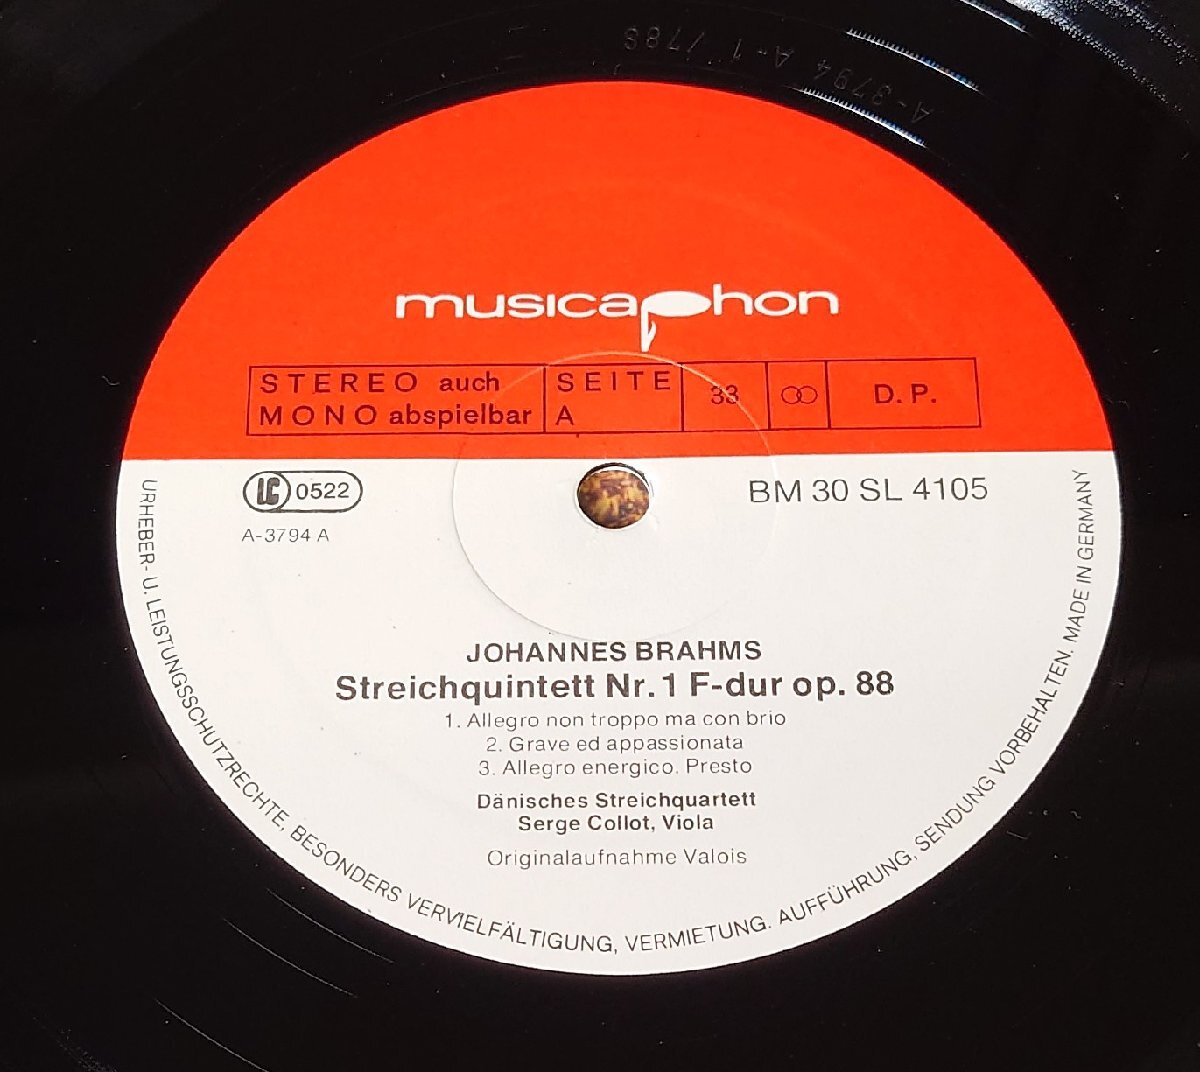 A-3794 A-1 /78S
musicaphon
STEREO auch
MONO abspielbar
SEITE
A
33
D. P.
LC 0522
A-3794 A
BM 30 SL 4105
JOHANNES BRAHMS
Streichquintett Nr. 1 F-dur op. 88
1. Allegro non troppo ma con brio
2. Grave ed appassionata
3. Allegro energico. Presto
Dänisches Streichquartett
Serge Collot, Viola
Originalaufnahme Valois
URHEBER- U. LEISTUNGSSCHUTZRECHTE, BESONDERS VERVIELFÄLTIGUNG, VERMIETUNG. AUFFÜHRUNG, SENDUNG VORBEHALTEN. MADE IN GERMANY